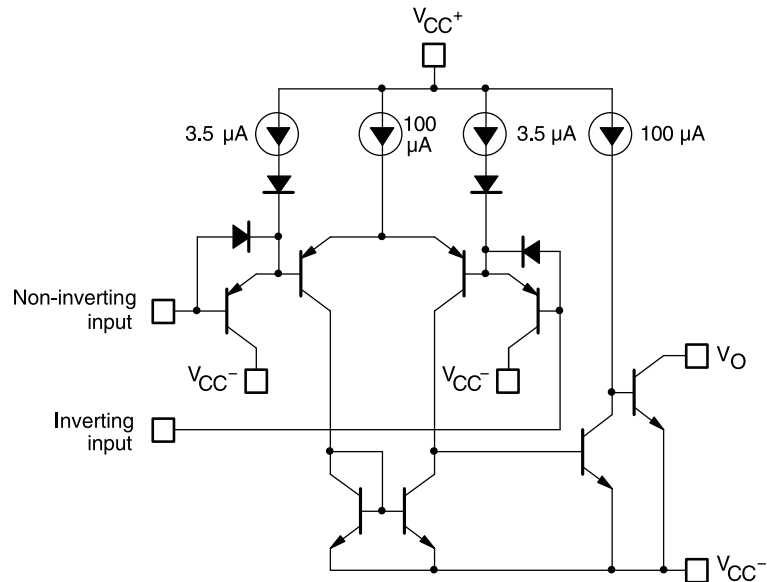 VCC+
3.5 µA
100
µA
3.5 µA
100 µA
Non-inverting
input
VCC−
VCC−
VO
Inverting
input
VCC−